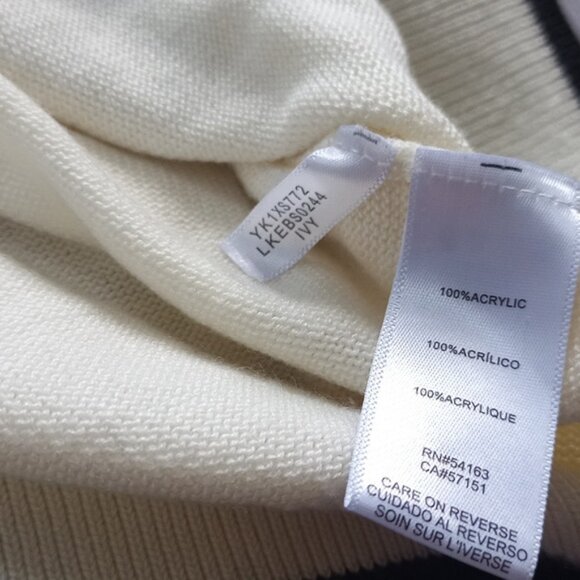 YK1XS772
LKEBS0244
IVY
100%ACRYLIC
100%ACRÍLICO
100%ACRYLIQUE
RN#54163
CA#57151
CARE ON REVERSE
CUIDADO AL REVERSO
SOIN SUR L'IVERSE